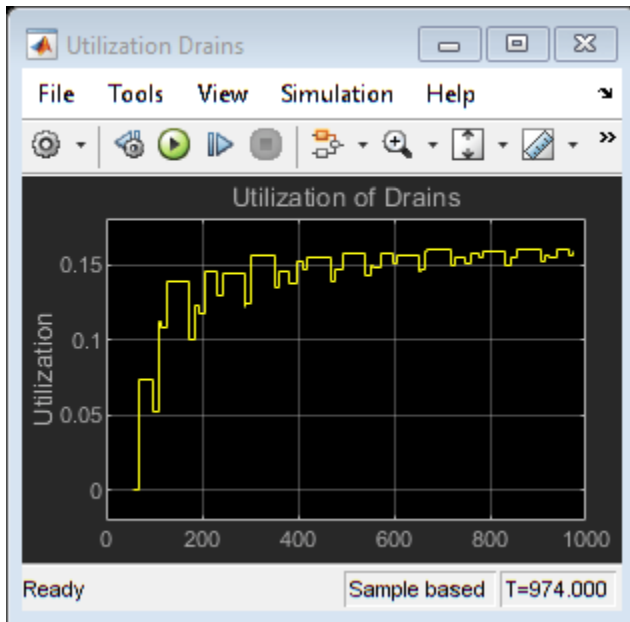 Utilization Drains
File Tools View Simulation Help
Utilization of Drains
Utilization
0.15
0.1
0.05
0
0 200 400 600 800 1000
Ready Sample based T=974.000